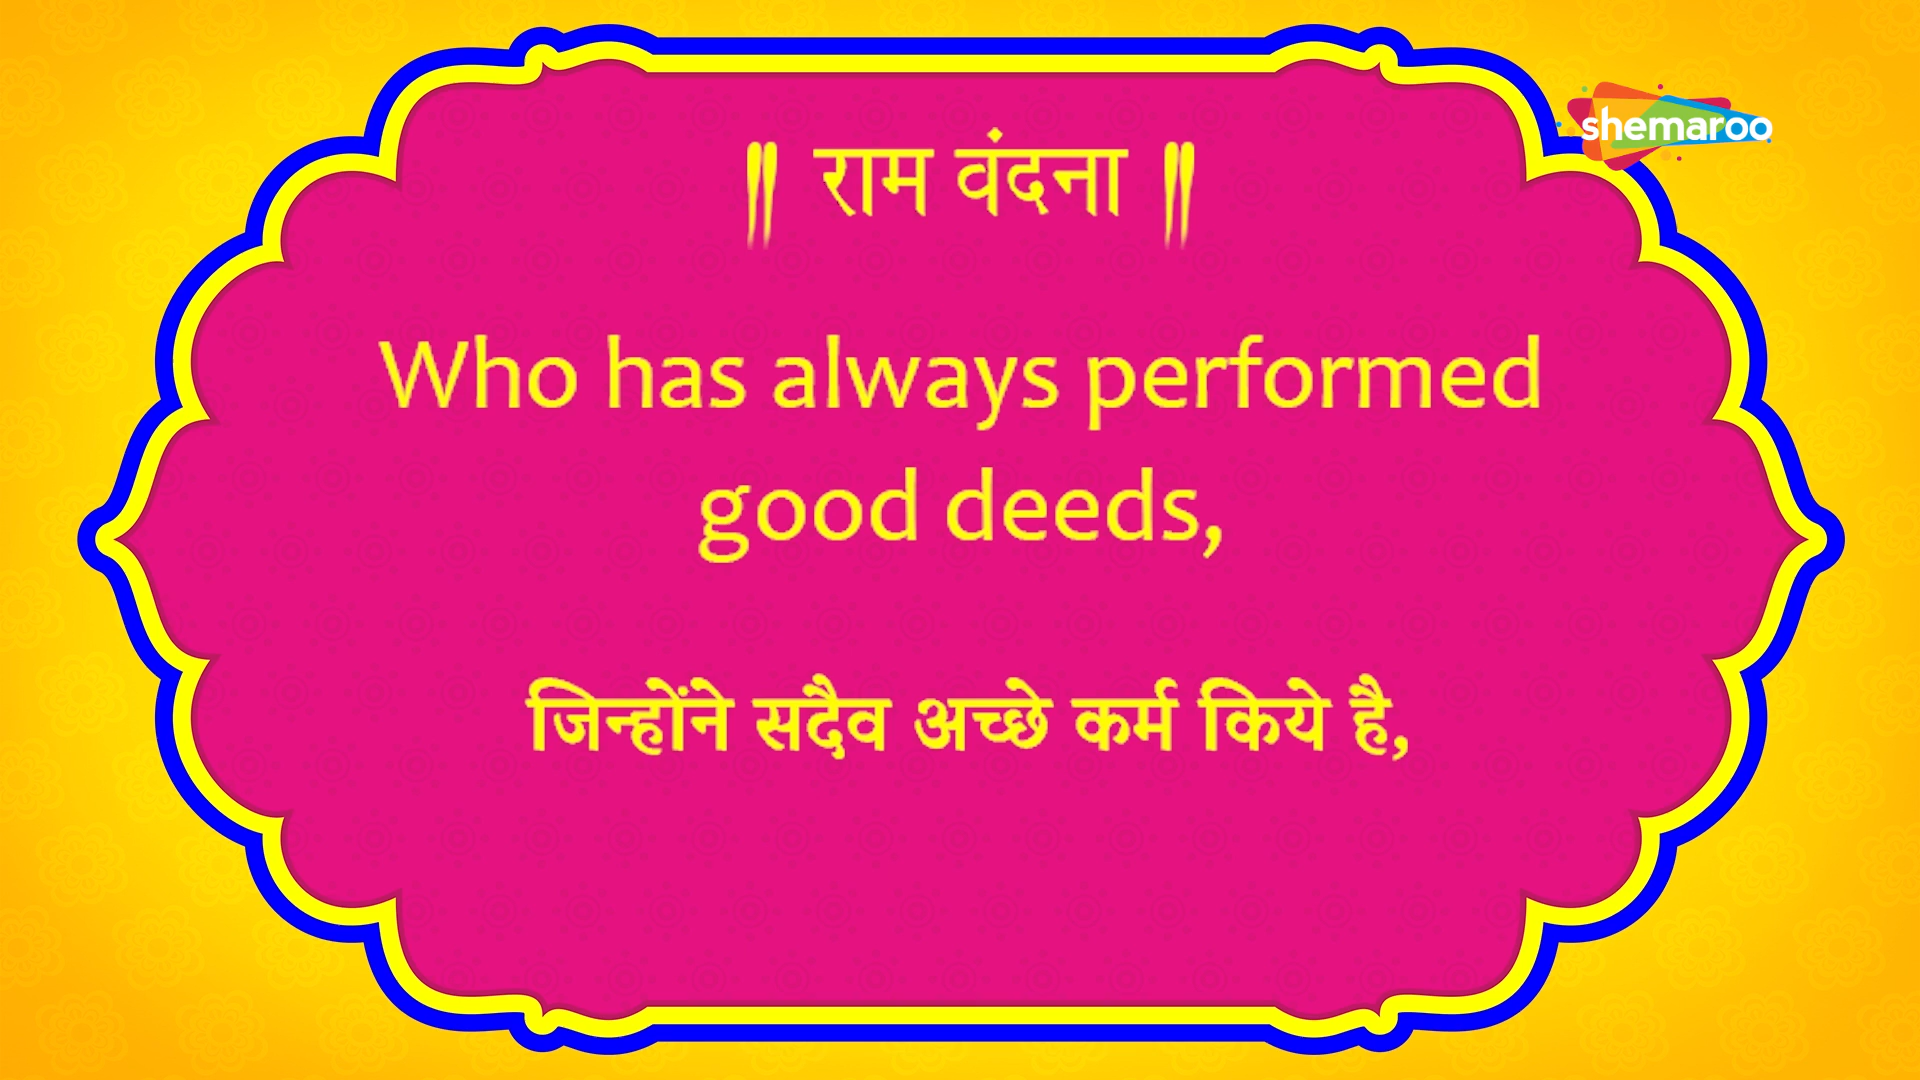 shemaroo
॥ राम वंदना ॥
Who has always performed
good deeds,
जिन्होंने सदैव अच्छे कर्म किये है,